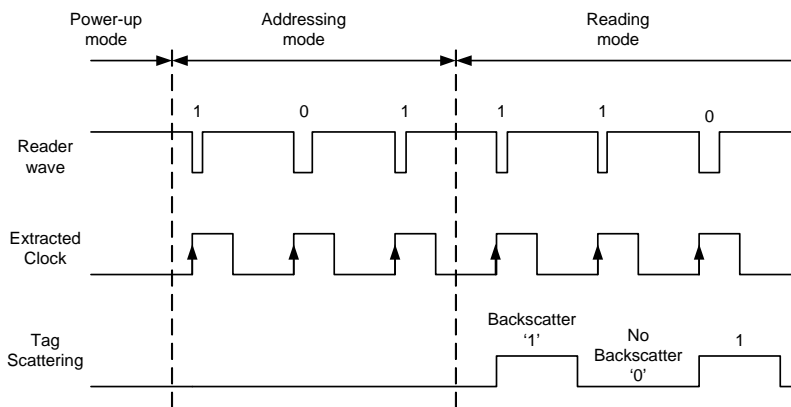 Power-up
mode
Addressing
mode
Reading
mode
1 0 1 1 1 0
Reader
wave
Extracted
Clock
Tag
Scattering
Backscatter
‘1’
No
Backscatter
‘0’
1